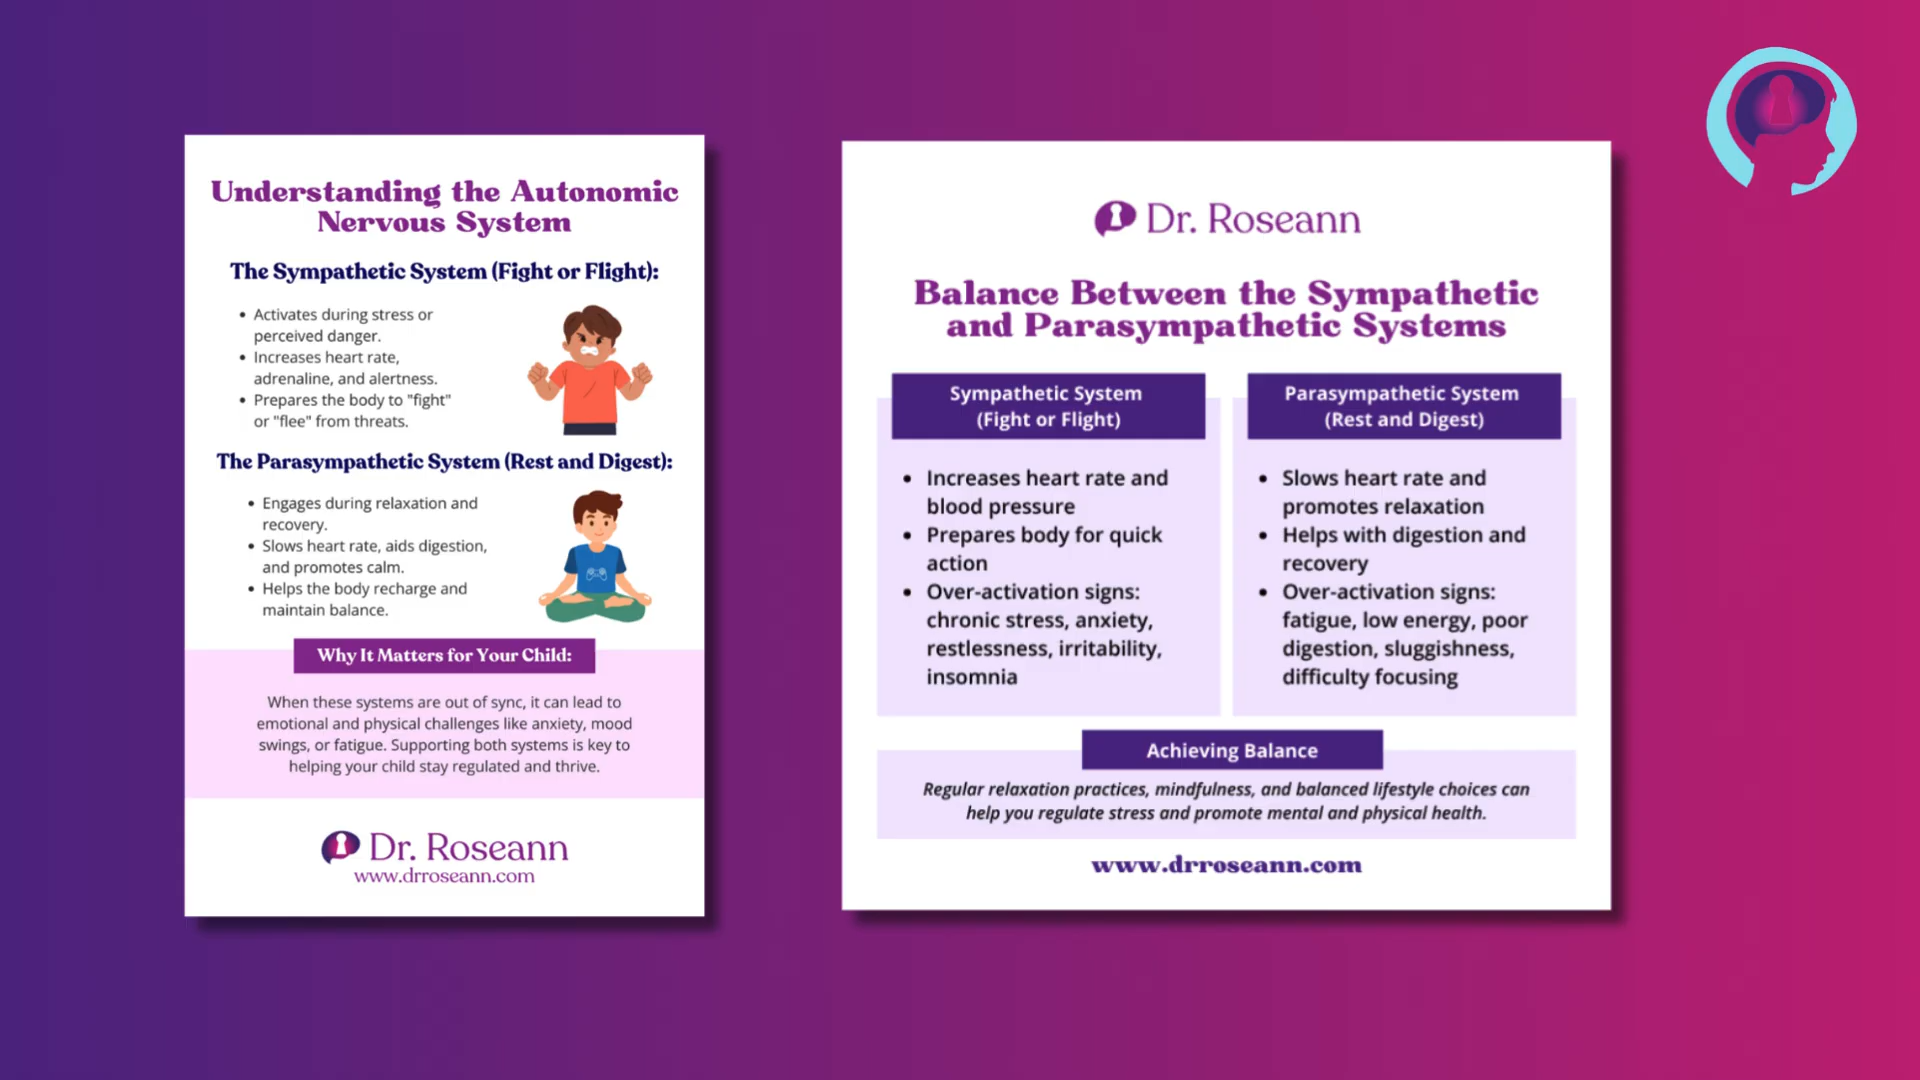 Understanding the Autonomic
Nervous System
The Sympathetic System (Fight or Flight):
• Activates during stress or
perceived danger.
• Increases heart rate,
adrenaline, and alertness.
• Prepares the body to "fight"
or "flee" from threats.
The Parasympathetic System (Rest and Digest):
• Engages during relaxation and
recovery.
• Slows heart rate, aids digestion,
and promotes calm.
• Helps the body recharge and
maintain balance.
Why It Matters for Your Child:
When these systems are out of sync, it can lead to
emotional and physical challenges like anxiety, mood
swings, or fatigue. Supporting both systems is key to
helping your child stay regulated and thrive.
Dr. Roseann
www.drroseann.com
Dr. Roseann
Balance Between the Sympathetic
and Parasympathetic Systems
Sympathetic System
(Fight or Flight)
• Increases heart rate and
blood pressure
• Prepares body for quick
action
• Over-activation signs:
chronic stress, anxiety,
restlessness, irritability,
insomnia
Parasympathetic System
(Rest and Digest)
• Slows heart rate and
promotes relaxation
• Helps with digestion and
recovery
• Over-activation signs:
fatigue, low energy, poor
digestion, sluggishness,
difficulty focusing
Achieving Balance
Regular relaxation practices, mindfulness, and balanced lifestyle choices can
help you regulate stress and promote mental and physical health.
www.drroseann.com